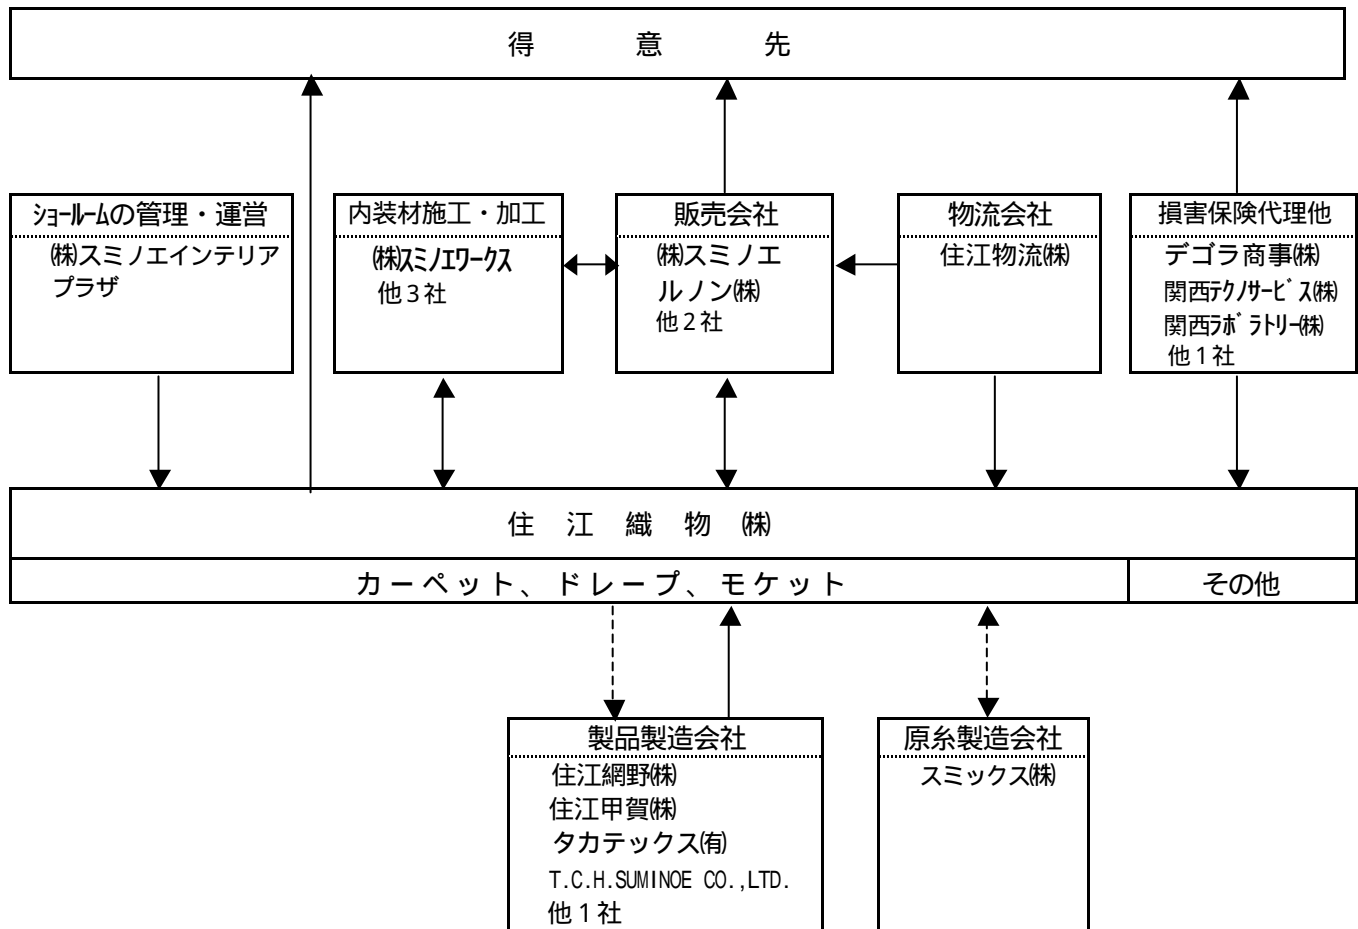 得 意 先
ｼｮｰﾙｰﾑの管理・運営
㈱スミノエインテリア
プラザ
内装材施工・加工
㈱ｽﾐﾉｴﾜｰｸｽ
他３社
販売会社
㈱スミノエ
ルノン㈱
他２社
物流会社
住江物流㈱
損害保険代理他
デゴラ商事㈱
関西ﾃｸﾉｻｰﾋﾞｽ㈱
関西ﾗﾎﾞﾗﾄﾘｰ㈱
他１社
住 江 織 物 ㈱
カーペット、ドレープ、モケット
その他
製品製造会社
住江網野㈱
住江甲賀㈱
タカテックス㈲
T.C.H.SUMINOE CO.,LTD.
他１社
原糸製造会社
スミックス㈱